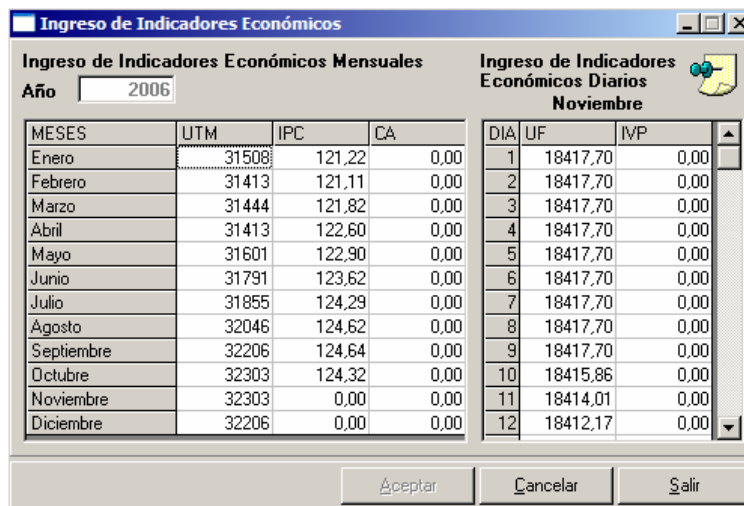 Ingreso de Indicadores Económicos
Ingreso de Indicadores Económicos Mensuales
Año 2006
MESES UTM IPC CA
Enero 31508 121,22 0,00
Febrero 31413 121,11 0,00
Marzo 31444 121,82 0,00
Abril 31413 122,60 0,00
Mayo 31601 122,90 0,00
Junio 31791 123,62 0,00
Julio 31855 124,29 0,00
Agosto 32046 124,62 0,00
Septiembre 32206 124,64 0,00
Octubre 32303 124,32 0,00
Noviembre 32303 0,00 0,00
Diciembre 32206 0,00 0,00
Ingreso de Indicadores
Económicos Diarios
Noviembre
DIA UF IVP
1 18417,70 0,00
2 18417,70 0,00
3 18417,70 0,00
4 18417,70 0,00
5 18417,70 0,00
6 18417,70 0,00
7 18417,70 0,00
8 18417,70 0,00
9 18417,70 0,00
10 18415,86 0,00
11 18414,01 0,00
12 18412,17 0,00
Aceptar Cancelar Salir